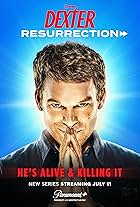 DEXTER
RESURRECTION
HE'S ALIVE & KILLING IT
NEW SERIES STREAMING JULY 11
Paramount+